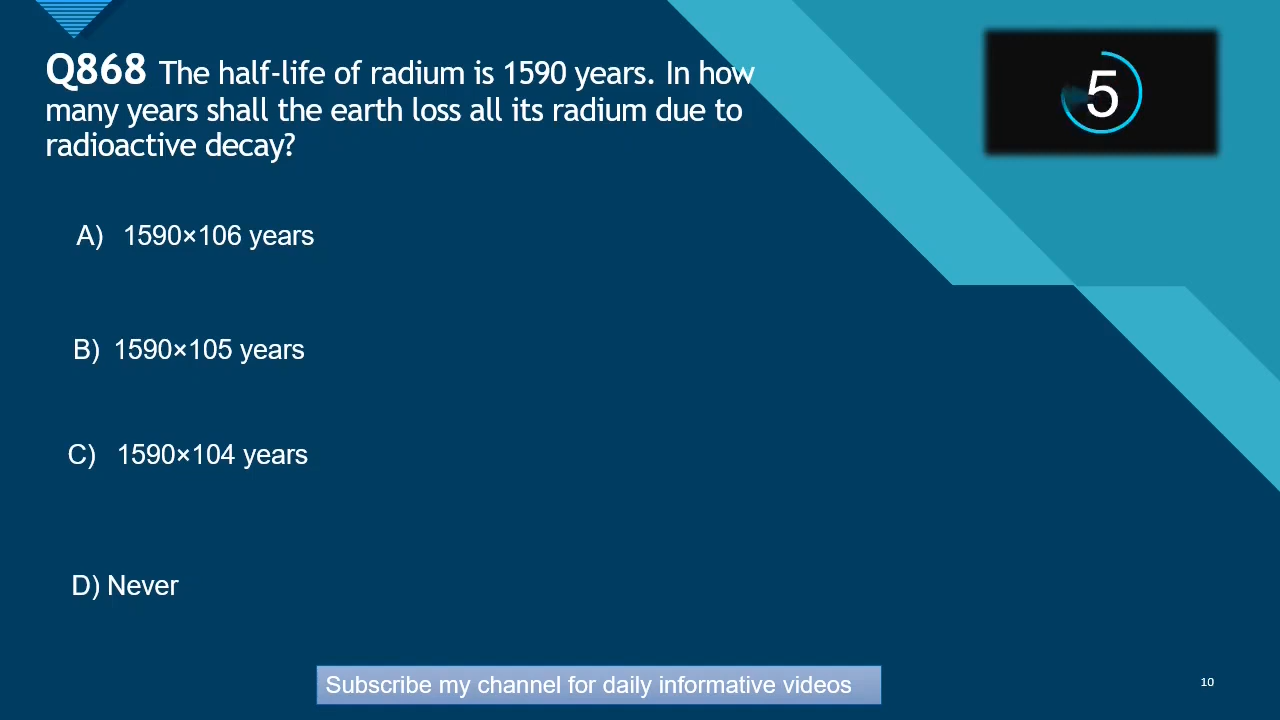 Q868 The half-life of radium is 1590 years. In how
many years shall the earth loss all its radium due to
radioactive decay?
5
A) 1590×106 years
B) 1590×105 years
C) 1590×104 years
D) Never
Subscribe my channel for daily informative videos
10